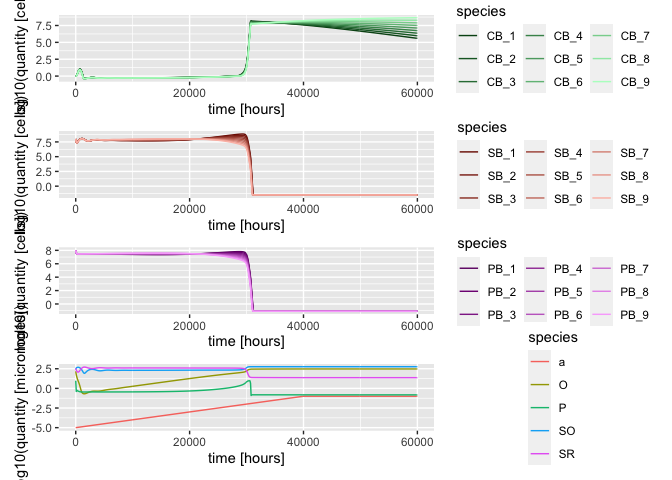 7.5
5.0
2.5
0.0
0
20000
40000
60000
time [hours]
species
CB_1
CB_4
CB_7
CB_2
CB_5
CB_8
CB_3
CB_6
CB_9
7.5
5.0
2.5
0.0
0
20000
40000
60000
time [hours]
species
SB_1
SB_4
SB_7
SB_2
SB_5
SB_8
SB_3
SB_6
SB_9
log10(quantity [cells])
8
6
4
2
0
0
20000
40000
60000
time [hours]
species
PB_1
PB_4
PB_7
PB_2
PB_5
PB_8
PB_3
PB_6
PB_9
2.5
0.0
-2.5
-5.0
0
20000
40000
60000
time [hours]
species
a
O
P
SO
SR